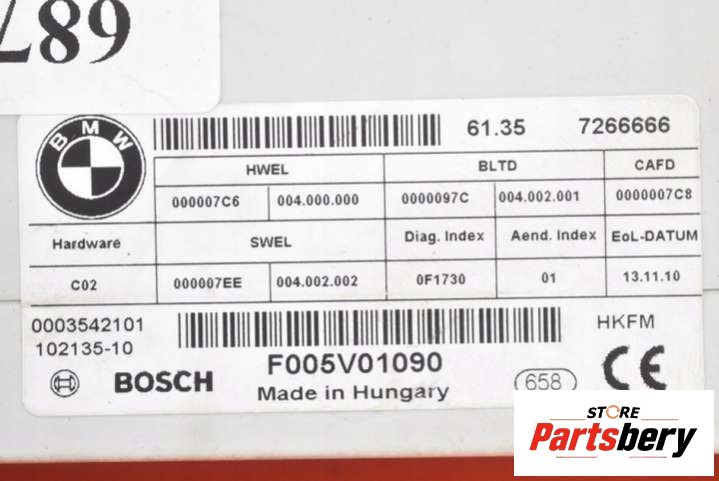 687
BMW
61.35 7266666
HWEL BLTD CAFD
000007C6 004.000.000 0000097C 004.002.001 0000007C8
Hardware SWEL Diag. Index Aend. Index EoL-DATUM
C02 000007EE 004.002.002 0F1730 01 13.11.10
0003542101 HKFM
102135-10
F005V01090
BOSCH Made in Hungary 658 CE
STORE
Partsbery